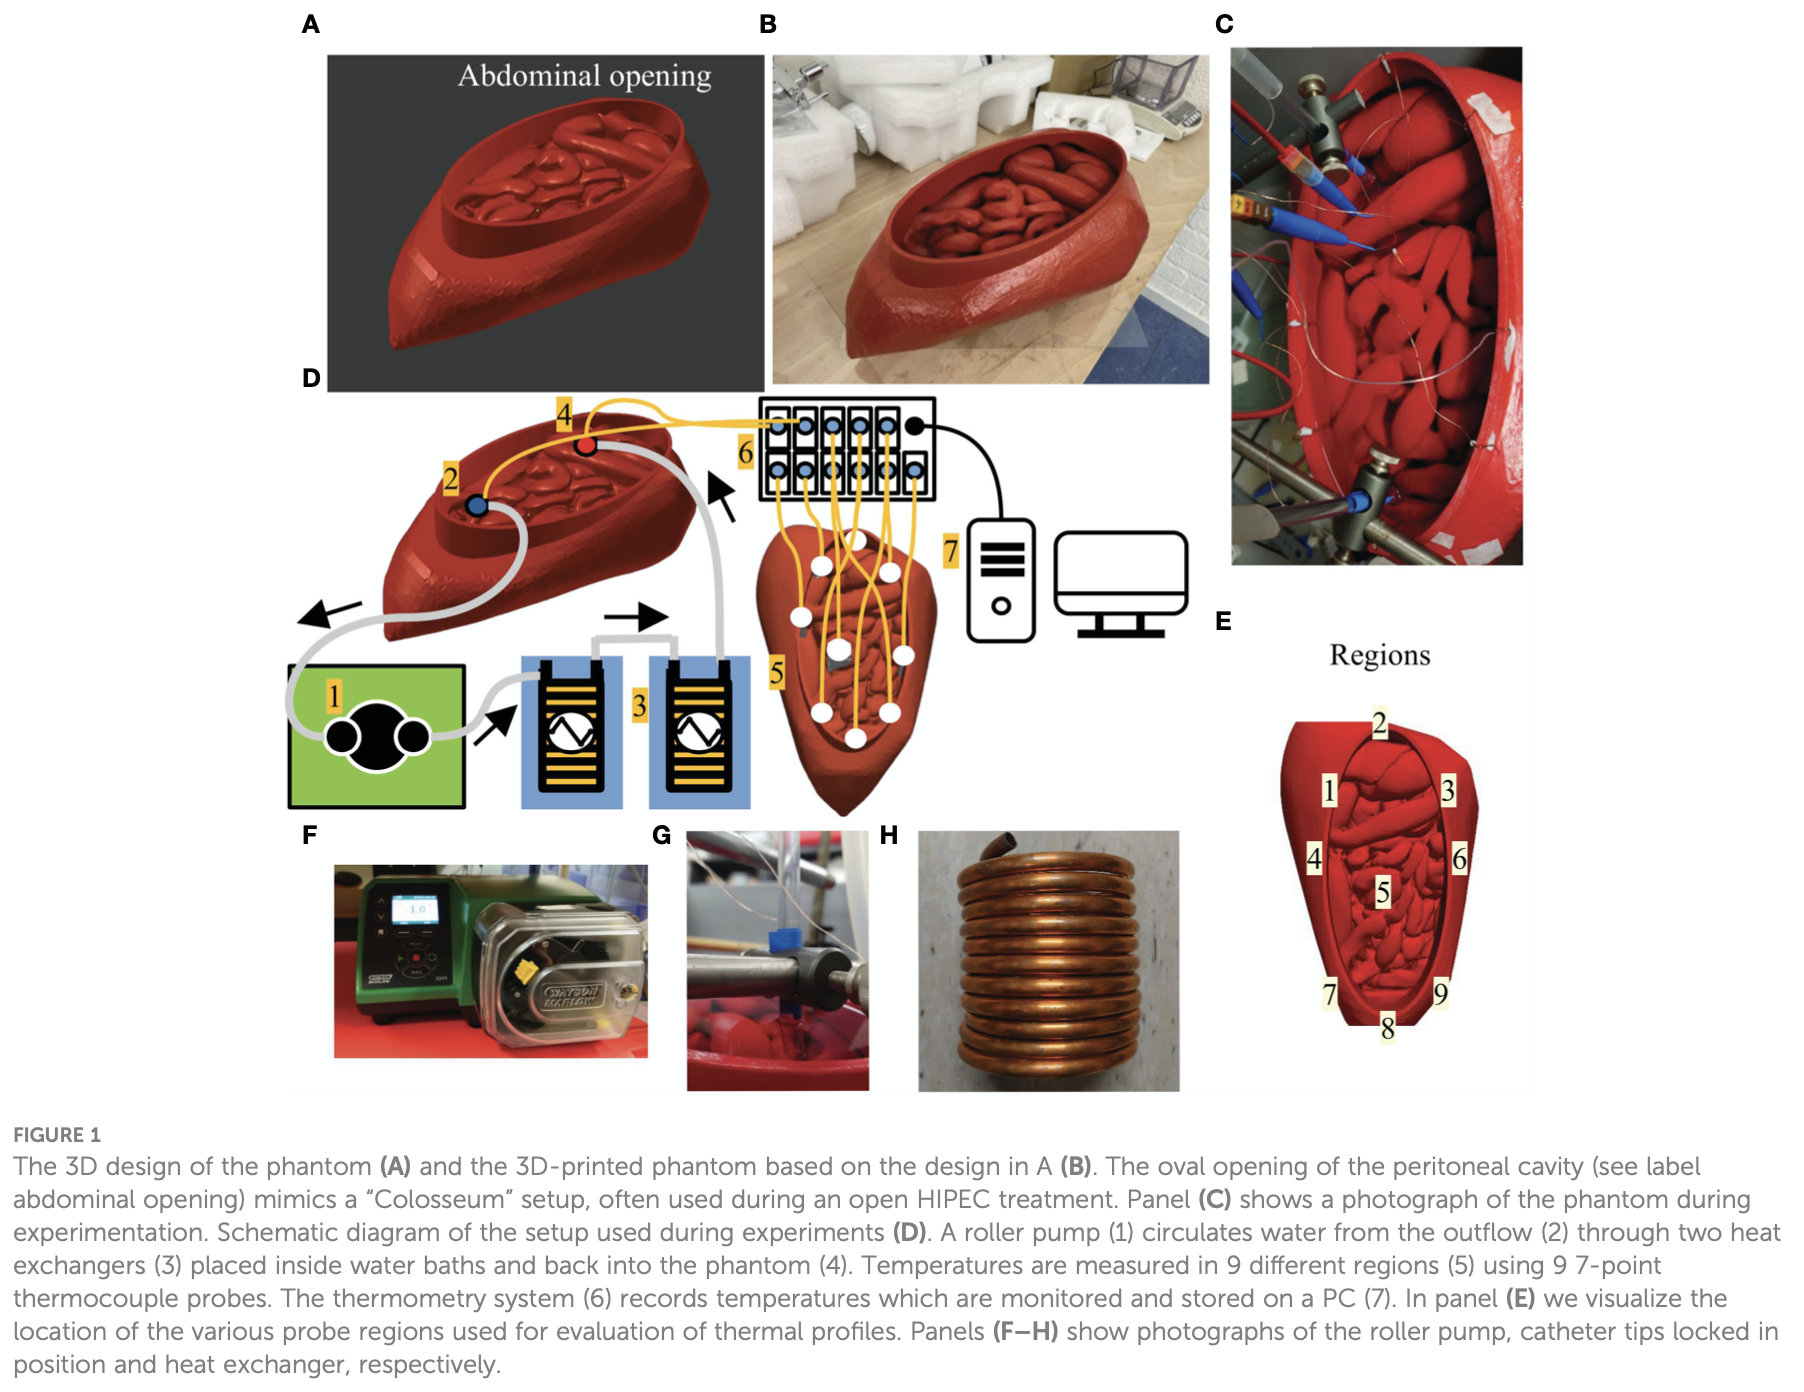 A
B
C
Abdominal opening
D
4
6
2
7
5
1
3
E
Regions
2
1
3
4
6
5
7
9
8
F
G
H
1.0
WATSON
MARLOW
FIGURE 1
The 3D design of the phantom (A) and the 3D-printed phantom based on the design in A (B). The oval opening of the peritoneal cavity (see label
abdominal opening) mimics a “Colosseum” setup, often used during an open HIPEC treatment. Panel (C) shows a photograph of the phantom during
experimentation. Schematic diagram of the setup used during experiments (D). A roller pump (1) circulates water from the outflow (2) through two heat
exchangers (3) placed inside water baths and back into the phantom (4). Temperatures are measured in 9 different regions (5) using 9 7-point
thermocouple probes. The thermometry system (6) records temperatures which are monitored and stored on a PC (7). In panel (E) we visualize the
location of the various probe regions used for evaluation of thermal profiles. Panels (F–H) show photographs of the roller pump, catheter tips locked in
position and heat exchanger, respectively.